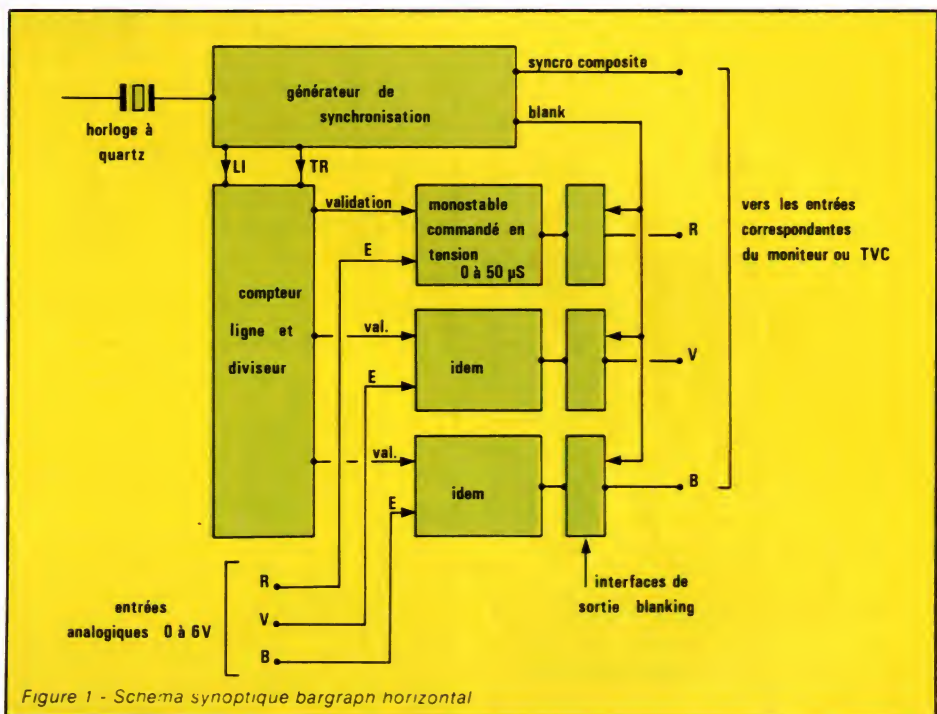 syncro composite
générateur de
synchronisation
blank
horloge à
quartz
LI
TR
validation
monostable
commandé en
tension
0 à 50 µS
E
R
vers les entrées
correspondantes
du moniteur ou TVC
compteur
ligne et
diviseur
val.
idem
E
V
val.
idem
E
B
R
V
B
entrées
analogiques 0 à 6V
interfaces de
sortie blanking
Figure 1 - Schema synoptique bargraph horizontal